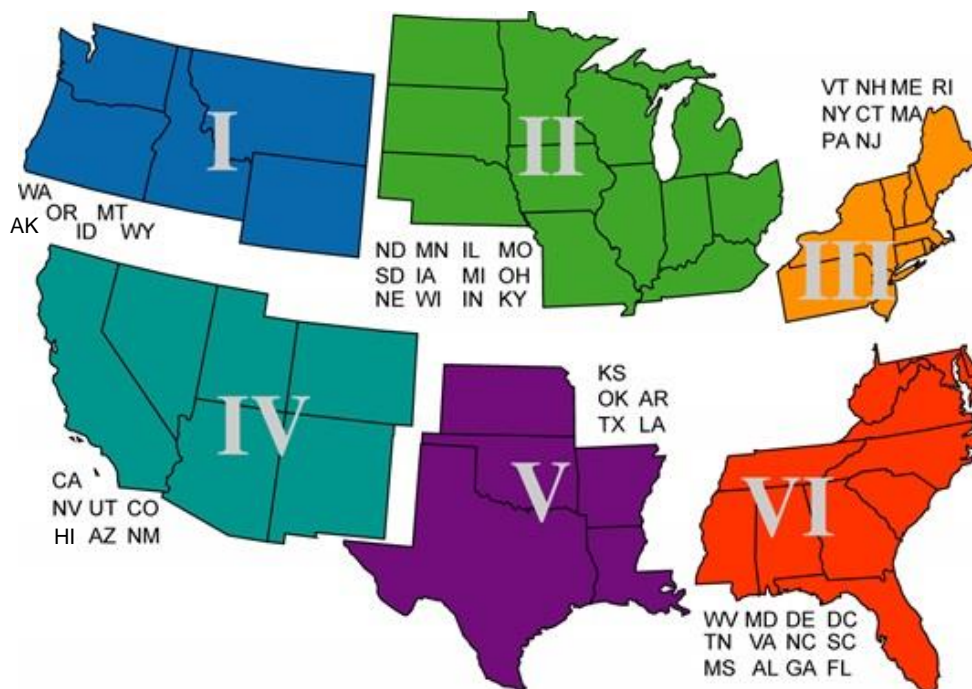 I
WA
OR MT
AK ID WY
II
ND MN IL MO
SD IA MI OH
NE WI IN KY
VT NH ME RI
NY CT MA
PA NJ
III
IV
CA
NV UT CO
HI AZ NM
KS
OK AR
TX LA
V
VI
WV MD DE DC
TN VA NC SC
MS AL GA FL